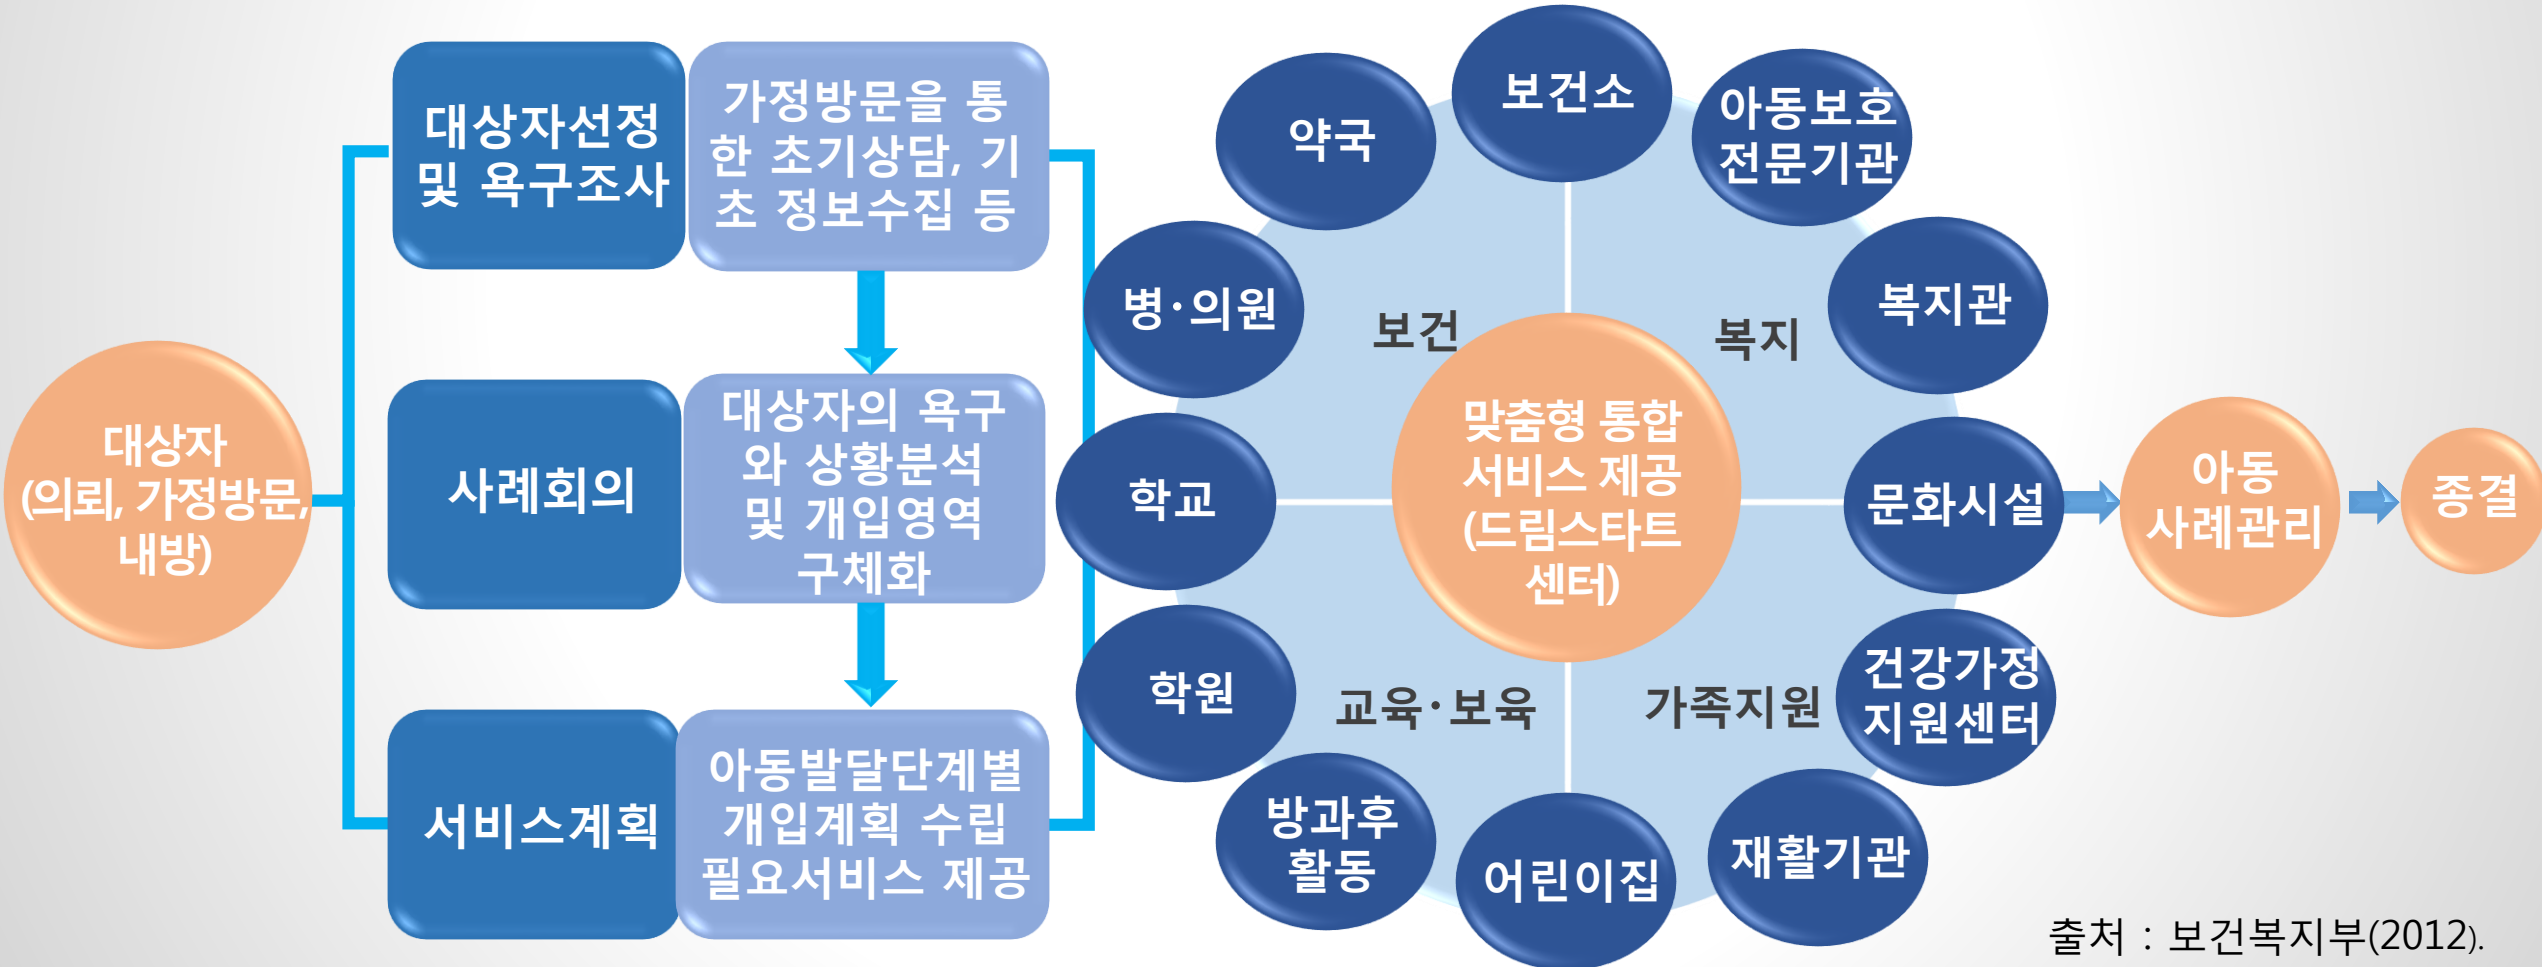 대상자
(의뢰, 가정방문,
내방)
대상자선정
및 욕구조사
가정방문을 통
한 초기상담, 기
초 정보수집 등
사례회의
대상자의 욕구
와 상황분석
및 개입영역
구체화
서비스계획
아동발달단계별
개입계획 수립
필요서비스 제공
보건소
아동보호
전문기관
복지관
문화시설
건강가정
지원센터
재활기관
어린이집
방과후
활동
학원
학교
병·의원
약국
보건
복지
교육·보육
가족지원
맞춤형 통합
서비스 제공
(드림스타트
센터)
아동
사례관리
종결
출처 : 보건복지부(2012).